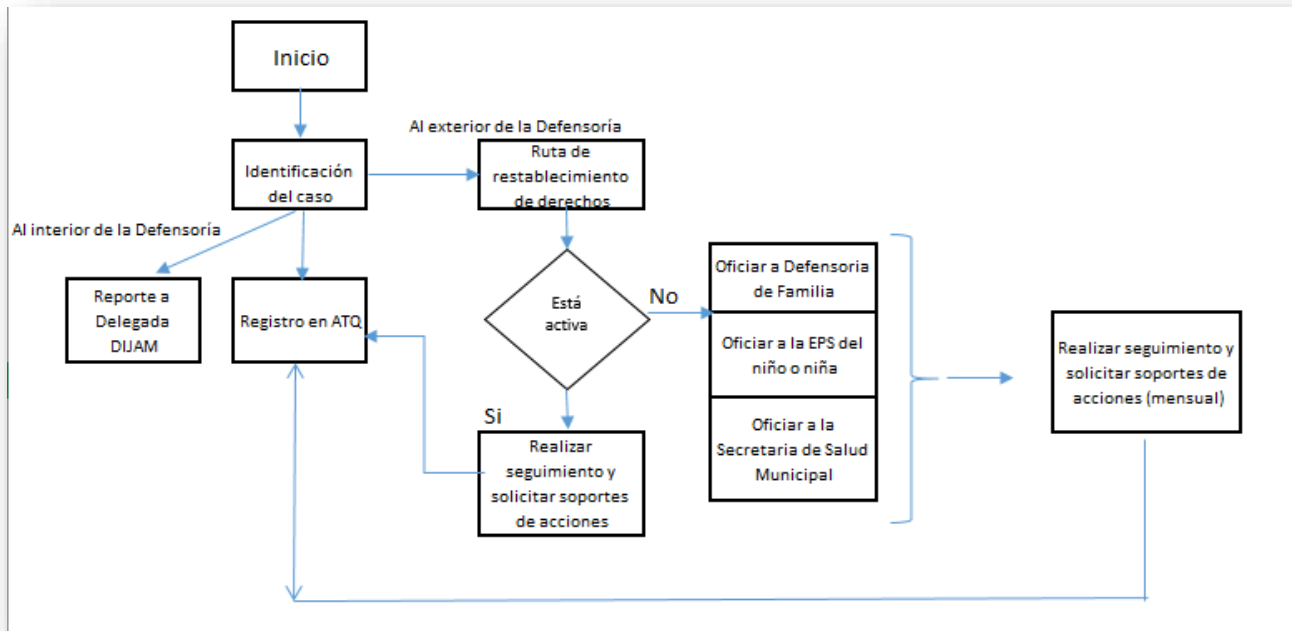 Inicio
Al exterior de la Defensoría
Identificación
del caso
Ruta de
restablecimiento
de derechos
Al interior de la Defensoría
Reporte a
Delegada
DIJAM
Registro en ATQ
Está
activa
No
Si
Oficiar a Defensoria
de Familia
Oficiar a la EPS del
niño o niña
Oficiar a la
Secretaria de Salud
Municipal
Realizar
seguimiento y
solicitar soportes
de acciones
Realizar seguimiento y
solicitar soportes de
acciones (mensual)